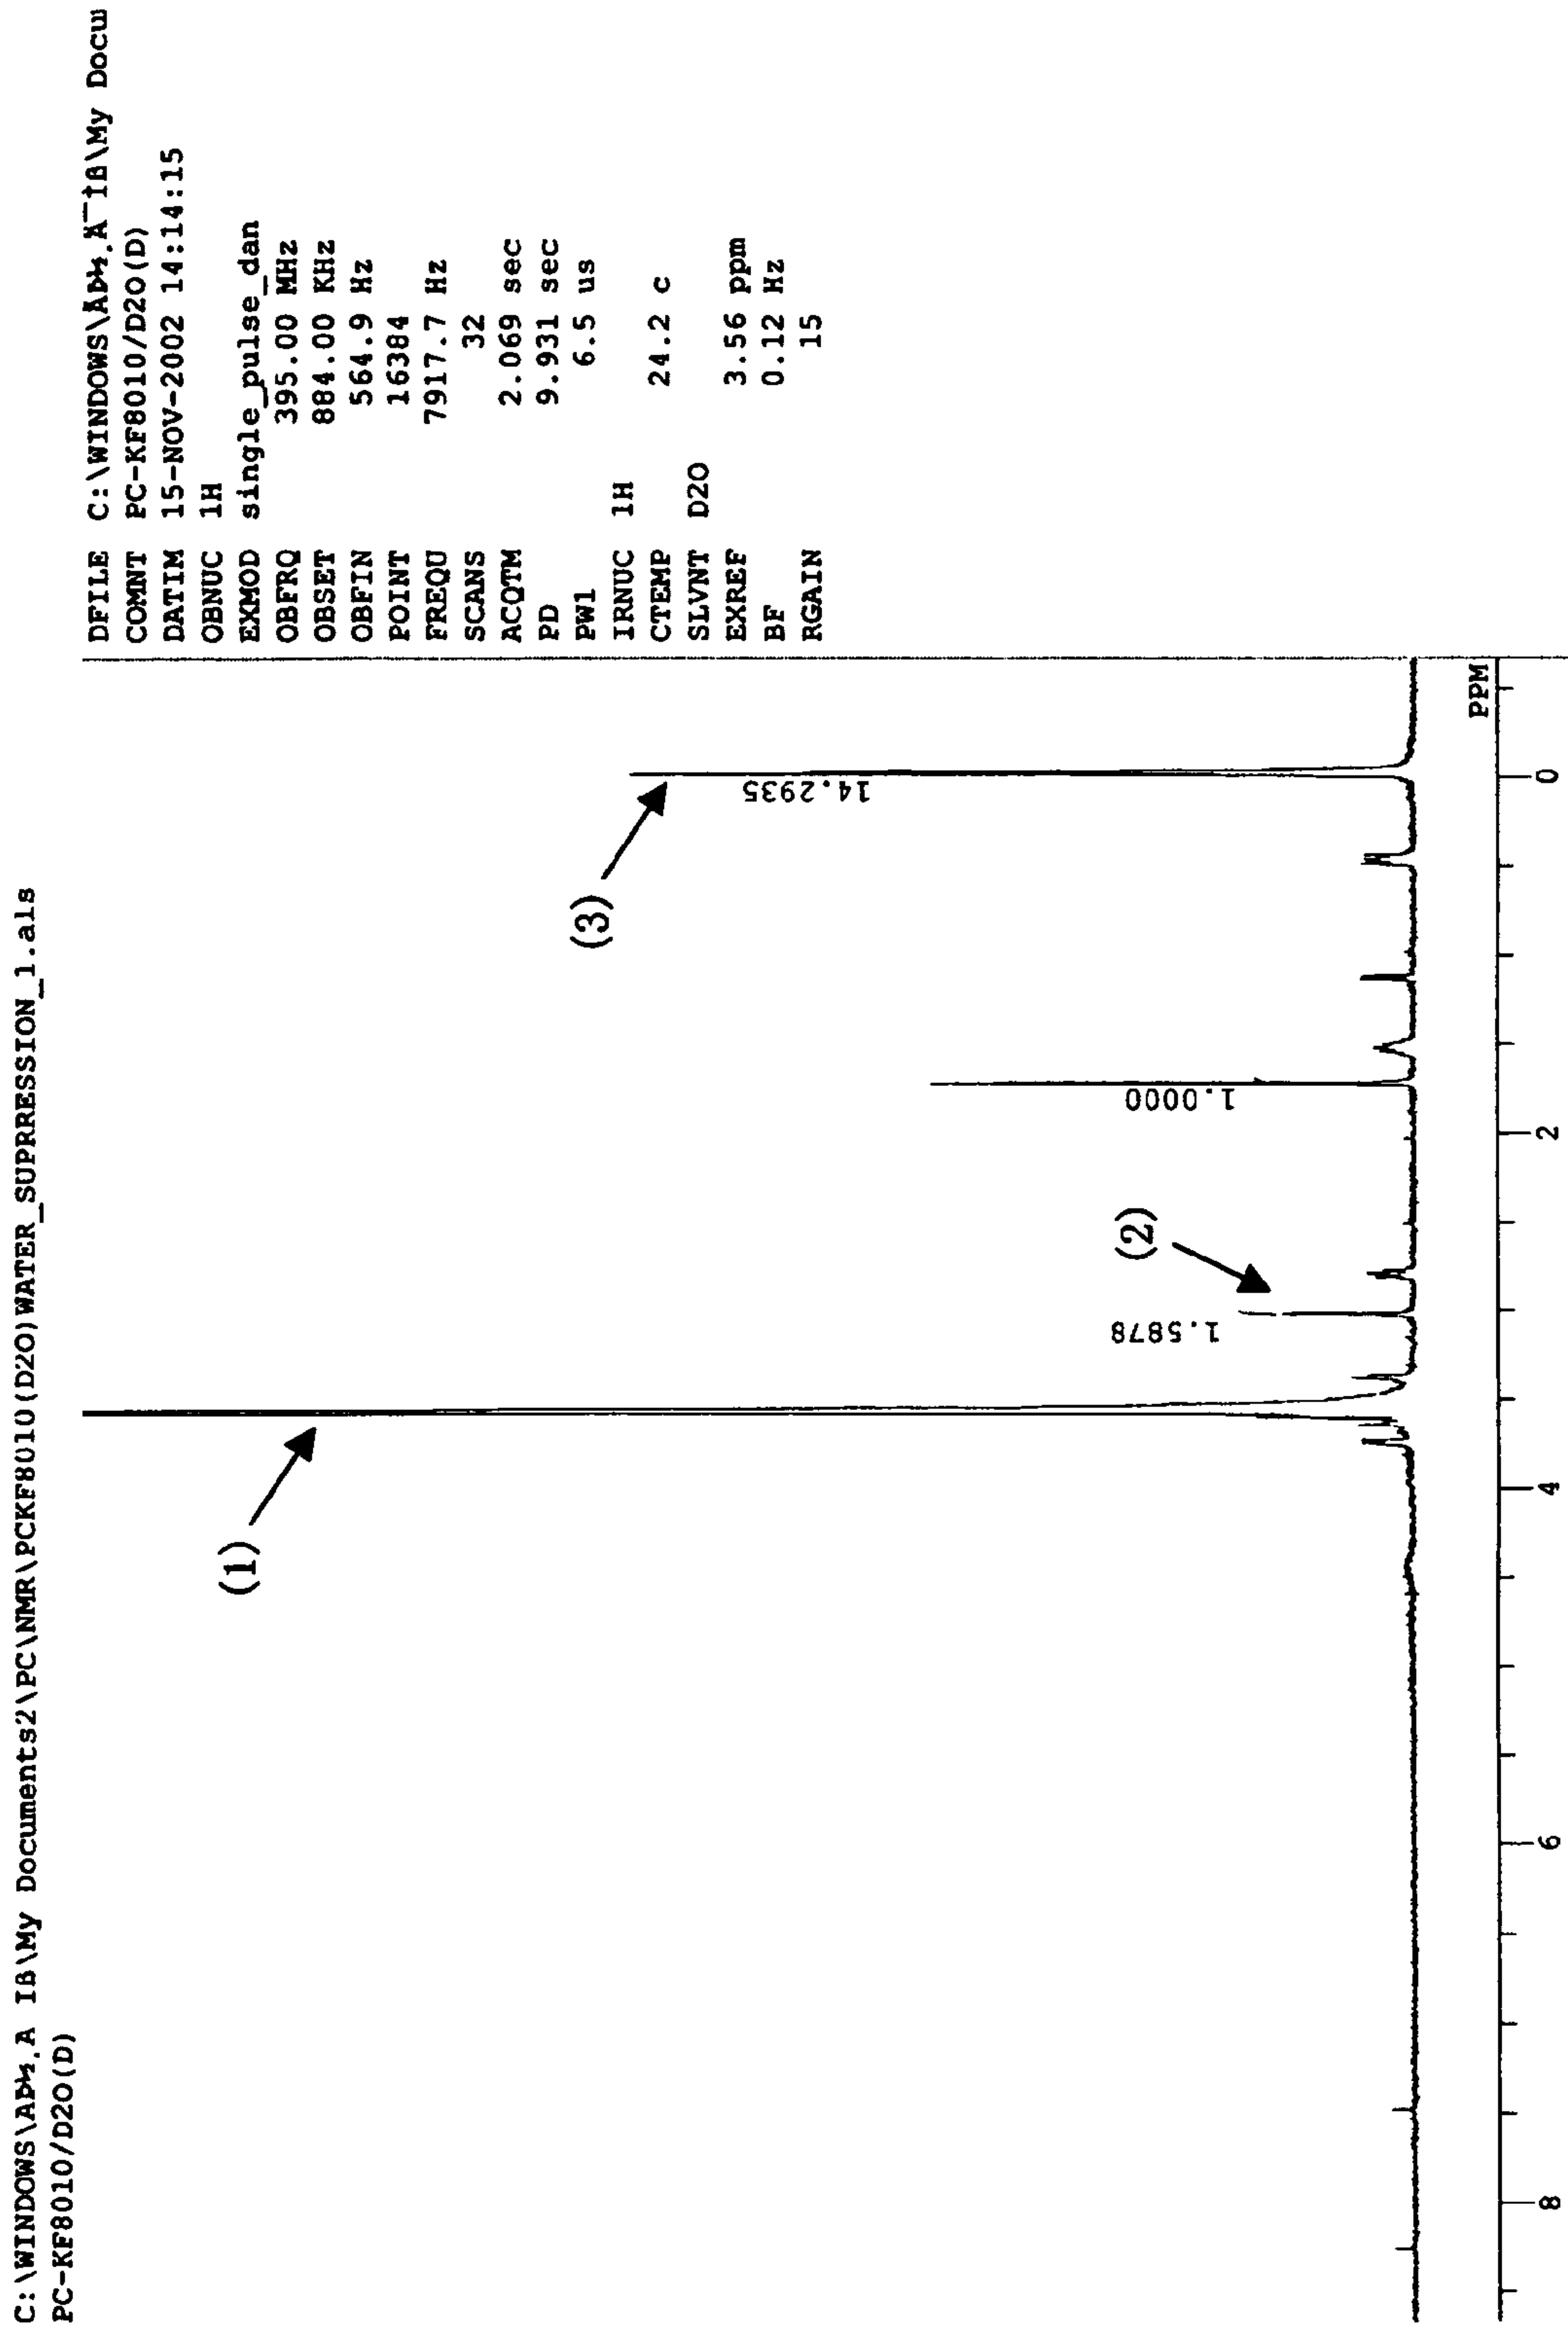 C:\WINDOWS\ IB\My Documents2\PC\NMR\PCKF8010(D2O)WATER_SUPRRESSION_1.als
PC-KF8010/D2O(D)
DFILE C:\WINDOWS\ \My Docu
COMNT PC-KF8010/D2O(D)
DATIM 15-NOV-2002 14:14:15
OBNUC 1H
EXMOD single_pulse_dan
OBFRQ 395.00 MHz
OBSET 884.00 KHz
OBFIN 564.9 Hz
POINT 16384
FREQU 7917.7 Hz
SCANS 32
ACQTM 2.069 sec
PD 9.931 sec
PW1 6.5 us
IRNUC 1H
CTEMP 24.2 c
SLVNT D2O
EXREF 3.56 ppm
BF 0.12 Hz
RGAIN 15
(1)
(2)
(3)
1.5878
1.0000
14.2935
PPM
8 6 4 2 0